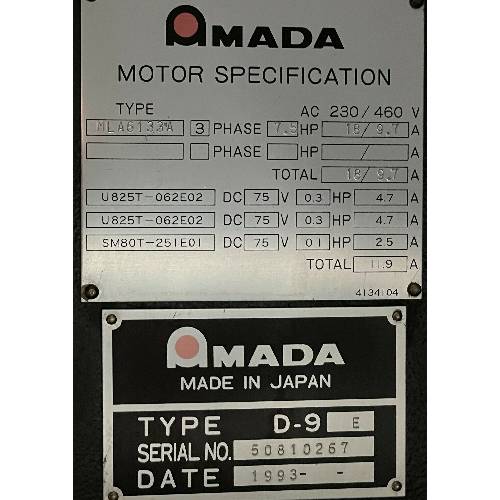 AMADA
MOTOR SPECIFICATION
TYPE AC 230/460 V
MLA6133A 3 PHASE 7.5 HP 18/9.7 A
PHASE HP / A
TOTAL 18/9.7 A
U825T-062E02 DC 75 V 0.3 HP 4.7 A
U825T-062E02 DC 75 V 0.3 HP 4.7 A
SM80T-251E01 DC 75 V 0.1 HP 2.5 A
TOTAL 11.9 A
4134104
AMADA
MADE IN JAPAN
TYPE D-9 E
SERIAL NO. 50810267
DATE 1993- -